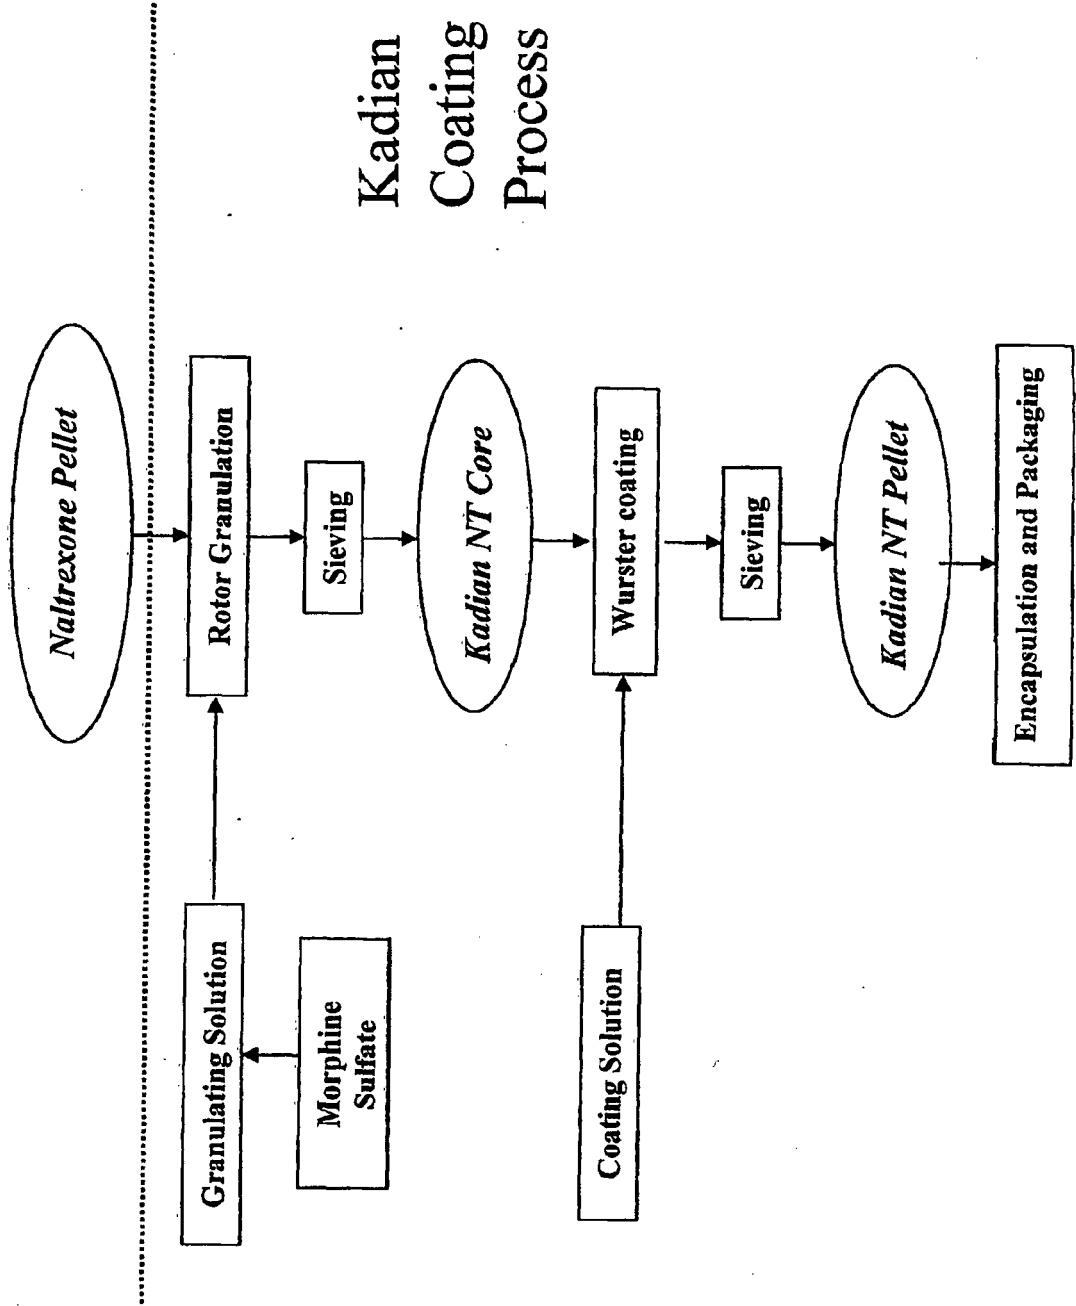 Naltrexone Pellet
Granulating Solution
Rotor Granulation
Morphine
Sulfate
Sieving
Kadian
Coating
Process
Kadian NT Core
Coating Solution
Wurster coating
Sieving
Kadian NT Pellet
Encapsulation and Packaging